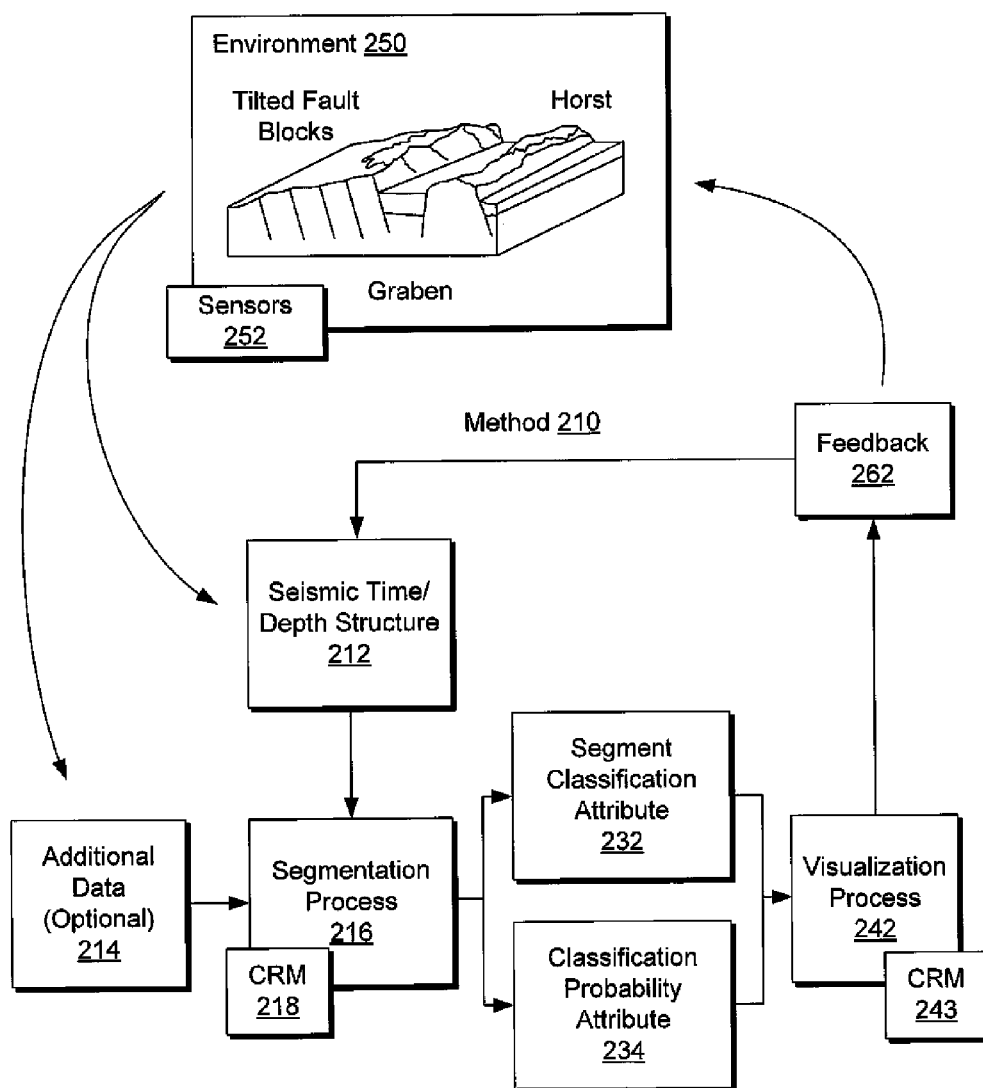 Environment 250
Tilted Fault
Blocks
Horst
Graben
Sensors
252
Method 210
Feedback
262
Seismic Time/
Depth Structure
212
Additional
Data
(Optional)
214
Segmentation
Process
216
CRM
218
Segment
Classification
Attribute
232
Classification
Probability
Attribute
234
Visualization
Process
242
CRM
243